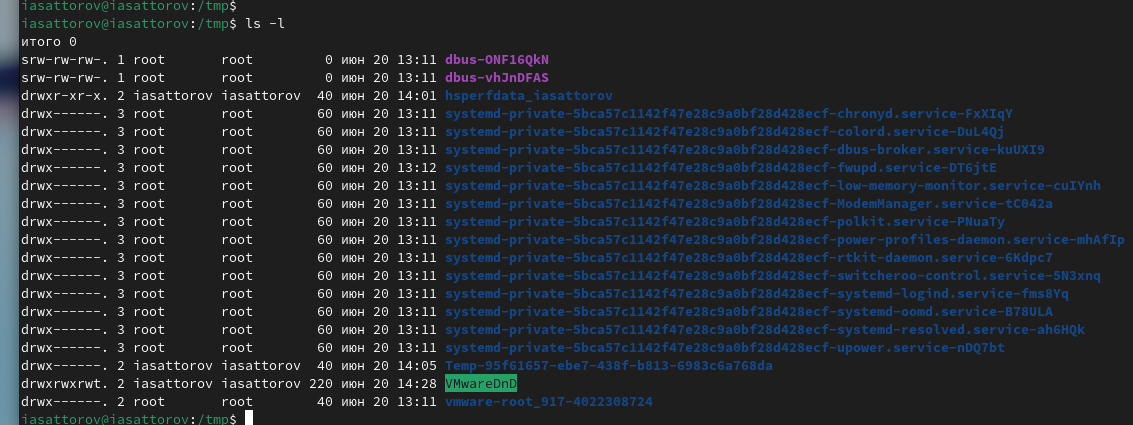 iasattorov@iasattorov:/tmp$
iasattorov@iasattorov:/tmp$ ls -l
итого 0
srw-rw-rw-. 1 root       root         0 июн 20 13:11 dbus-ONF16QkN
srw-rw-rw-. 1 root       root         0 июн 20 13:11 dbus-vhJnDFAS
drwxr-xr-x. 2 iasattorov iasattorov  40 июн 20 14:01 hsperfdata_iasattorov
drwx------. 3 root       root        60 июн 20 13:11 systemd-private-5bca57c1142f47e28c9a0bf28d428ecf-chronyd.service-FxXIqY
drwx------. 3 root       root        60 июн 20 13:11 systemd-private-5bca57c1142f47e28c9a0bf28d428ecf-colord.service-DuL4Qj
drwx------. 3 root       root        60 июн 20 13:11 systemd-private-5bca57c1142f47e28c9a0bf28d428ecf-dbus-broker.service-kuUXI9
drwx------. 3 root       root        60 июн 20 13:12 systemd-private-5bca57c1142f47e28c9a0bf28d428ecf-fwupd.service-DT6jtE
drwx------. 3 root       root        60 июн 20 13:11 systemd-private-5bca57c1142f47e28c9a0bf28d428ecf-low-memory-monitor.service-cuIYnh
drwx------. 3 root       root        60 июн 20 13:11 systemd-private-5bca57c1142f47e28c9a0bf28d428ecf-ModemManager.service-tC042a
drwx------. 3 root       root        60 июн 20 13:11 systemd-private-5bca57c1142f47e28c9a0bf28d428ecf-polkit.service-PNuaTy
drwx------. 3 root       root        60 июн 20 13:11 systemd-private-5bca57c1142f47e28c9a0bf28d428ecf-power-profiles-daemon.service-mhAfIp
drwx------. 3 root       root        60 июн 20 13:11 systemd-private-5bca57c1142f47e28c9a0bf28d428ecf-rtkit-daemon.service-6Kdpc7
drwx------. 3 root       root        60 июн 20 13:11 systemd-private-5bca57c1142f47e28c9a0bf28d428ecf-switcheroo-control.service-5N3xnq
drwx------. 3 root       root        60 июн 20 13:11 systemd-private-5bca57c1142f47e28c9a0bf28d428ecf-systemd-logind.service-fms8Yq
drwx------. 3 root       root        60 июн 20 13:11 systemd-private-5bca57c1142f47e28c9a0bf28d428ecf-systemd-oomd.service-B78ULA
drwx------. 3 root       root        60 июн 20 13:11 systemd-private-5bca57c1142f47e28c9a0bf28d428ecf-systemd-resolved.service-ah6HQk
drwx------. 3 root       root        60 июн 20 13:11 systemd-private-5bca57c1142f47e28c9a0bf28d428ecf-upower.service-nDQ7bt
drwx------. 2 iasattorov iasattorov  40 июн 20 14:05 Temp-95f61657-ebe7-438f-b813-6983c6a768da
drwxrwxrwt. 2 iasattorov iasattorov 220 июн 20 14:28 VMwareDnD
drwx------. 2 root       root        40 июн 20 13:11 vmware-root_917-4022308724
iasattorov@iasattorov:/tmp$